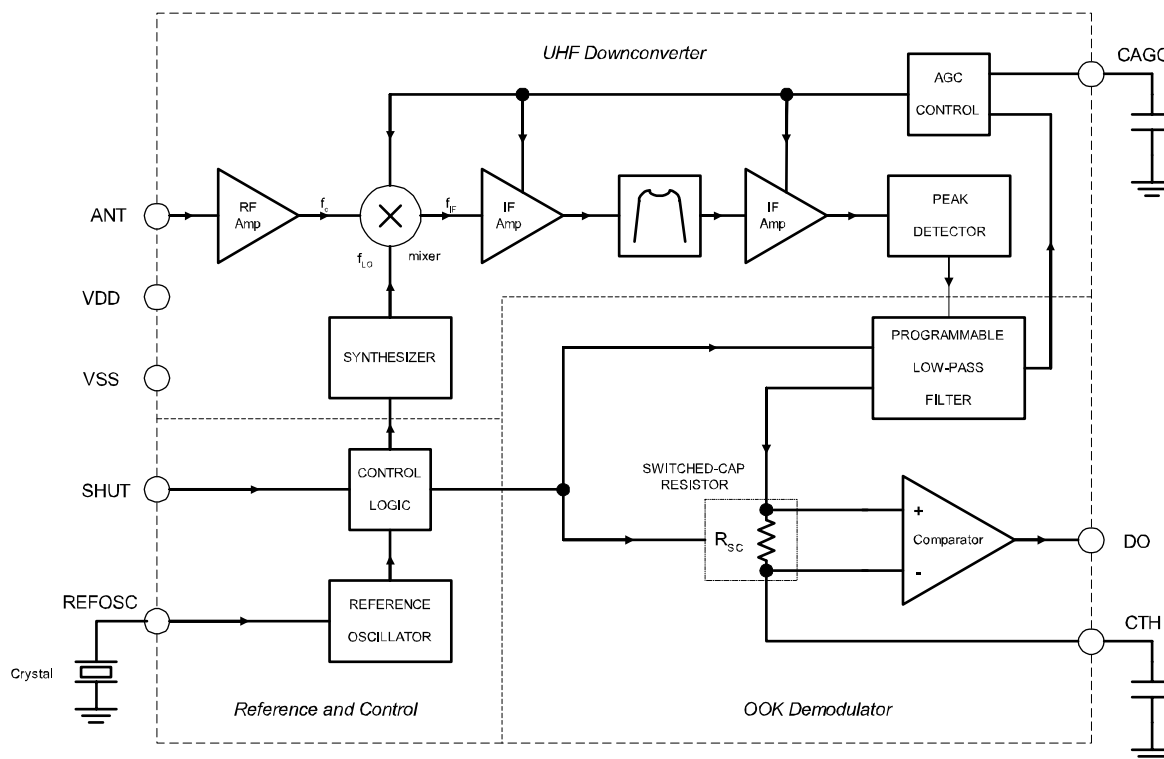 UHF Downconverter
CAGC
AGC
CONTROL
ANT
RF
Amp
fc
fIF
IF
Amp
IF
Amp
PEAK
DETECTOR
fLO
mixer
VDD
SYNTHESIZER
PROGRAMMABLE
LOW-PASS
FILTER
VSS
SHUT
CONTROL
LOGIC
SWITCHED-CAP
RESISTOR
RSC
+
Comparator
-
DO
REFOSC
REFERENCE
OSCILLATOR
CTH
Crystal
Reference and Control
OOK Demodulator